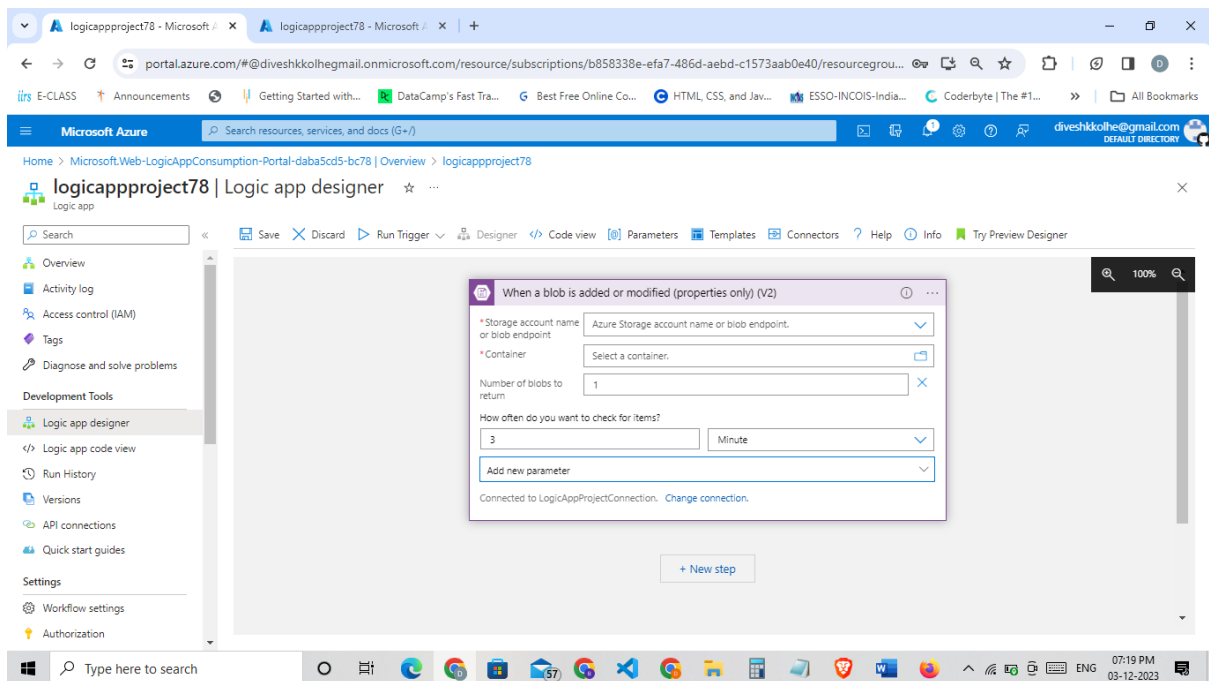 logicappproject78 - Microsoft A
logicappproject78 - Microsoft A
portal.azure.com/#@diveshkkolhegmail.onmicrosoft.com/resource/subscriptions/b858338e-efa7-486d-aebd-c1573aab0e40/resourcegrou...
D
iirs E-CLASS
Announcements
Getting Started with...
DataCamp's Fast Tra...
Best Free Online Co...
HTML, CSS, and Jav...
ESSO-INCOIS-India...
Coderbyte | The #1...
All Bookmarks
Microsoft Azure
Search resources, services, and docs (G+/)
1
diveshkkolhe@gmail.com
DEFAULT DIRECTORY
Home > Microsoft.Web-LogicAppConsumption-Portal-daba5cd5-bc78 | Overview > logicappproject78
logicappproject78 | Logic app designer
Logic app
Search
Save
Discard
Run Trigger
Designer
Code view
Parameters
Templates
Connectors
Help
Info
Try Preview Designer
Overview
Activity log
Access control (IAM)
Tags
Diagnose and solve problems
Development Tools
Logic app designer
Logic app code view
Run History
Versions
API connections
Quick start guides
Settings
Workflow settings
Authorization
100%
When a blob is added or modified (properties only) (V2)
*Storage account name
or blob endpoint
Azure Storage account name or blob endpoint.
*Container
Select a container.
Number of blobs to
return
1
How often do you want to check for items?
3
Minute
Add new parameter
Connected to LogicAppProjectConnection. Change connection.
+ New step
Type here to search
57
ENG
07:19 PM
03-12-2023